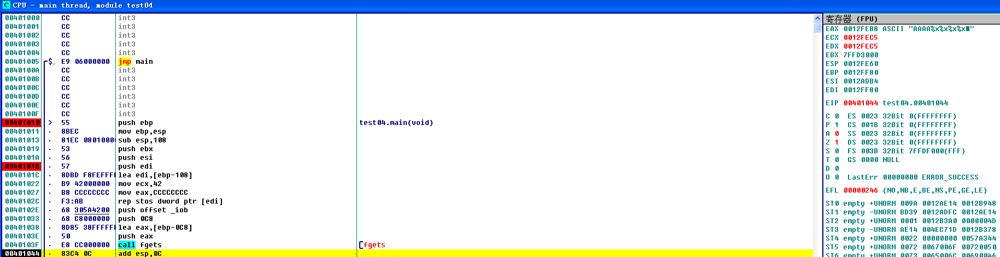 C CPU - main thread, module test04
00401000 CC int3
00401001 CC int3
00401002 CC int3
00401003 CC int3
00401004 CC int3
00401005 $ E9 06000000 jmp main
0040100A CC int3
0040100B CC int3
0040100C CC int3
0040100D CC int3
0040100E CC int3
0040100F CC int3
00401010 > 55 push ebp test04.main(void)
00401011 . 8BEC mov ebp,esp
00401013 . 81EC 0801000 sub esp,108
00401019 . 53 push ebx
0040101A . 56 push esi
0040101B . 57 push edi
0040101C . 8DBD F8FEFFFF lea edi,[ebp-108]
00401022 . B9 42000000 mov ecx,42
00401027 . B8 CCCCCCCC mov eax,CCCCCCCC
0040102C . F3:AB rep stos dword ptr [edi]
0040102E . 68 305A4200 push offset _iob
00401033 . 68 C8000000 push 0C8
00401038 . 8D85 38FFFFFF lea eax,[ebp-0C8]
0040103E . 50 push eax
0040103F . E8 CC000000 call fgets [fgets
00401044 . 83C4 0C add esp,0C
寄存器 (FPU)
EAX 0012FEB8 ASCII "AAAA%x%x%x%x■"
ECX 0012FEC5
EDX 0012FEC5
EBX 7FFD3000
ESP 0012FE60
EBP 0012FF80
ESI 0012ADB4
EDI 0012FF80
EIP 00401044 test04.00401044
C 0 ES 0023 32Bit 0(FFFFFFFF)
P 1 CS 001B 32Bit 0(FFFFFFFF)
A 0 SS 0023 32Bit 0(FFFFFFFF)
Z 1 DS 0023 32Bit 0(FFFFFFFF)
S 0 FS 003B 32Bit 7FFDF000(FFF)
T 0 GS 0000 NULL
D 0
O 0 LastErr 00000000 ERROR_SUCCESS
EFL 00000246 (NO,NB,E,BE,NS,PE,GE,LE)
ST0 empty +UNORM 009A 0012AE14 0012B948
ST1 empty -UNORM BD39 0012ADFC 0012AE14
ST2 empty +UNORM 0001 0012B3A0 0000004D
ST3 empty -UNORM AE14 004EC71D 0012B378
ST4 empty +UNORM 0022 00000000 0057A344
ST5 empty +UNORM 0072 0067006F 00720050
ST6 empty +UNORM 0073 0065006C 00690046